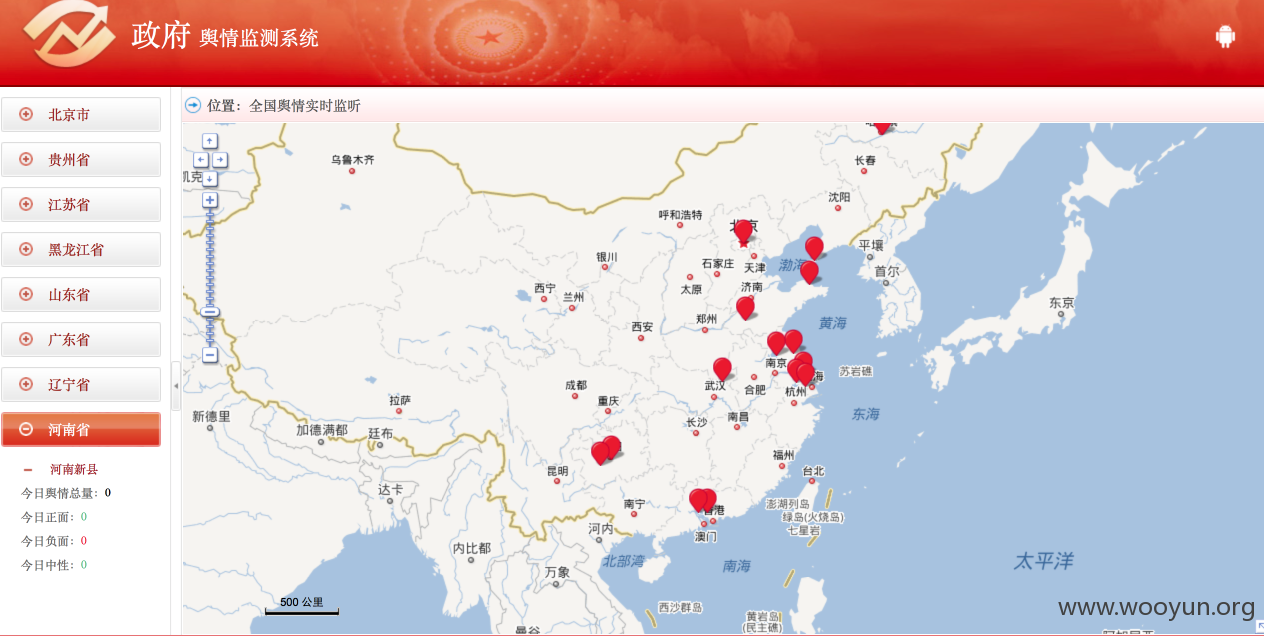 政府 舆情监测系统
北京市
贵州省
江苏省
黑龙江省
山东省
广东省
辽宁省
河南省
河南新县
今日舆情总量：0
今日正面：0
今日负面：0
今日中性：0
位置：全国舆情实时监听
乌鲁木齐
长春
沈阳
呼和浩特
北京
平壤
银川
石家庄
天津
渤海
首尔
西宁
兰州
太原
济南
东京
郑州
黄海
西安
南京
成都
武汉
合肥
苏岩礁
拉萨
重庆
杭州
新德里
南昌
东海
加德满都
廷布
长沙
福州
昆明
台北
达卡
南宁
香港
澎湖列岛
绿岛(火烧岛)
七星岩
河内
澳门
内比都
北部湾
南海
太平洋
万象
500 公里
西沙群岛
黄岩岛
(民主礁)
曼谷
www.wooyun.org